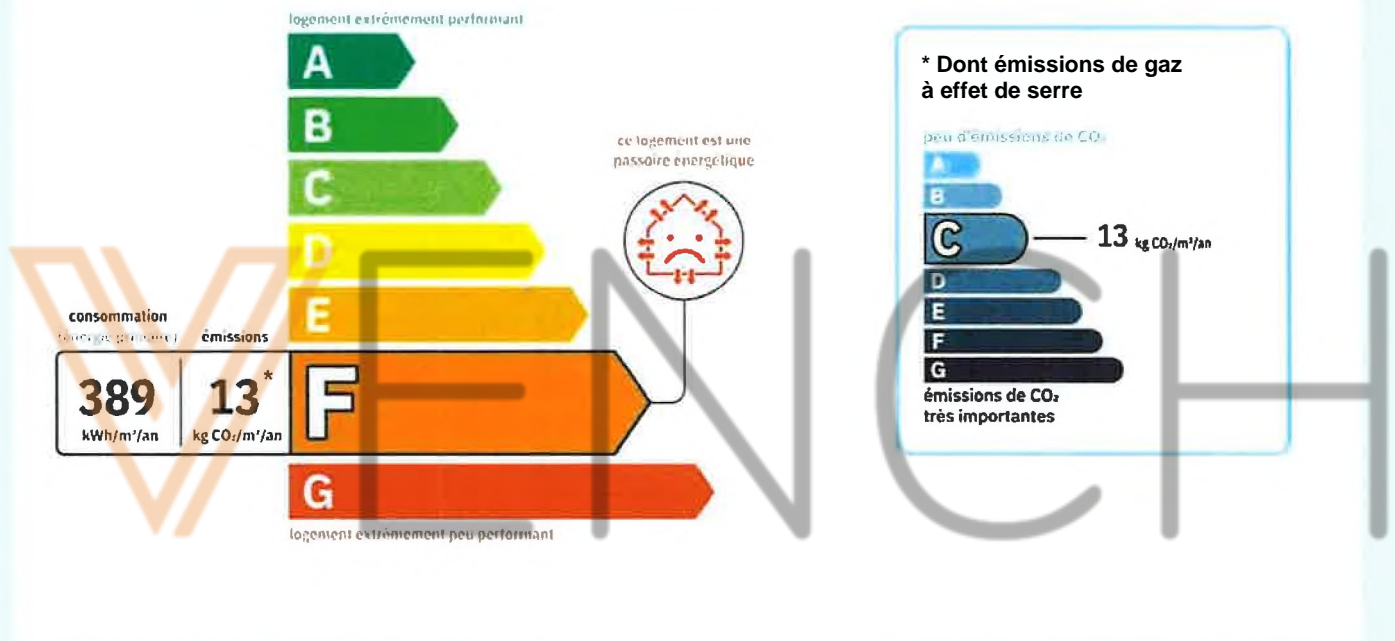 logement extrêmement performant
A
B
C
D
E
F
G
logement extrêmement peu performant
ce logement est une
passoire énergétique
consommation
émissions
389
kWh/m²/an
13*
kg CO₂/m²/an
* Dont émissions de gaz
à effet de serre
peu d'émissions de CO₂
A
B
C
13 kg CO₂/m²/an
D
E
F
G
émissions de CO₂
très importantes
VENCH